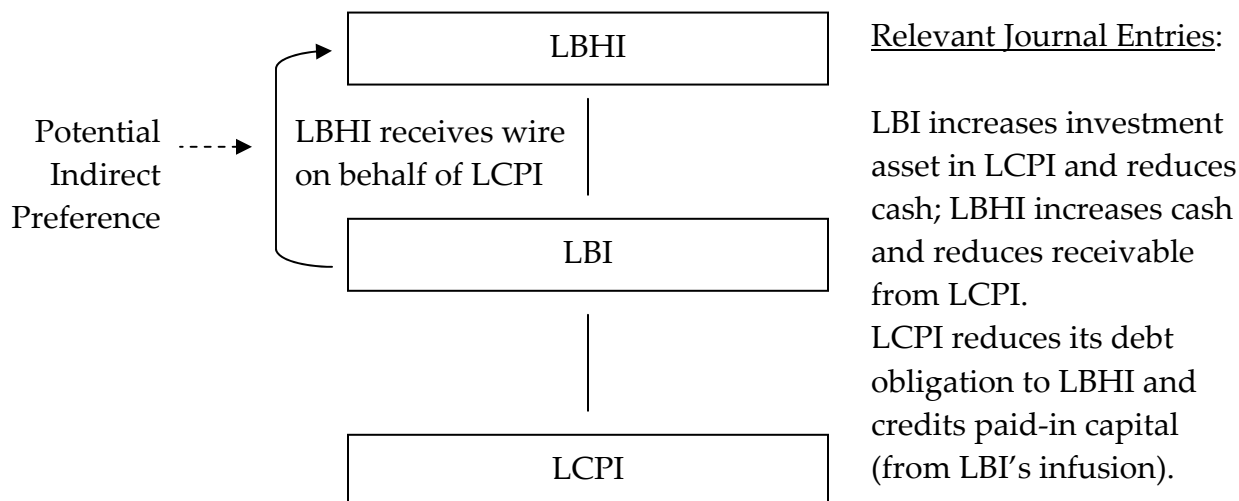 LBHI
Potential
Indirect
Preference
LBHI receives wire
on behalf of LCPI
LBI
LCPI
Relevant Journal Entries:
LBI increases investment
asset in LCPI and reduces
cash; LBHI increases cash
and reduces receivable
from LCPI.
LCPI reduces its debt
obligation to LBHI and
credits paid-in capital
(from LBI’s infusion).